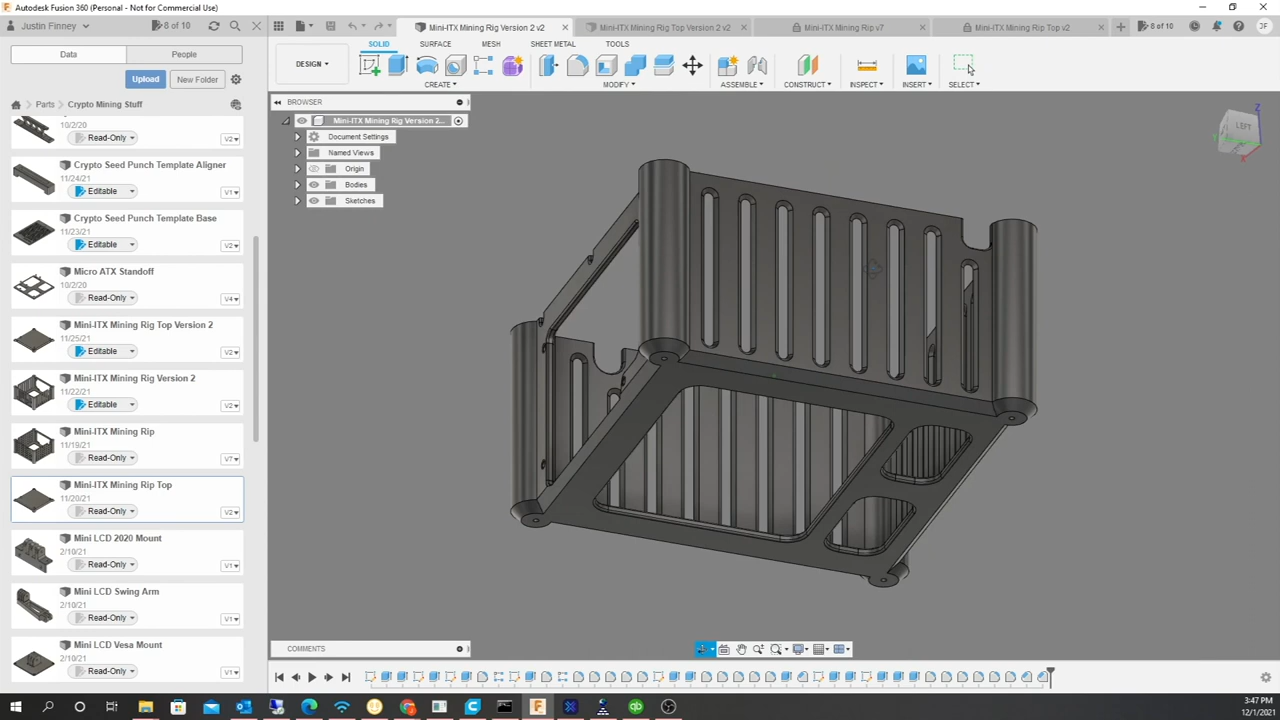 Autodesk Fusion 360 (Personal - Not for Commercial Use)
Justin Finney
8 of 10
Mini-ITX Mining Rig Version 2 v2
Mini-ITX Mining Rig Top Version 2 v2
Mini-ITX Mining Rip v7
Mini-ITX Mining Rip Top v2
8 of 10
JF
Data
People
Upload
New Folder
Parts
Crypto Mining Stuff
DESIGN
SOLID
SURFACE
MESH
SHEET METAL
TOOLS
CREATE
MODIFY
ASSEMBLE
CONSTRUCT
INSPECT
INSERT
SELECT
BROWSER
Mini-ITX Mining Rig Version 2...
Document Settings
Named Views
Origin
Bodies
Sketches
LEFT
Z
10/2/20
Read-Only
V2
Crypto Seed Punch Template Aligner
11/24/21
Editable
V1
Crypto Seed Punch Template Base
11/23/21
Editable
V2
Micro ATX Standoff
10/2/20
Read-Only
V4
Mini-ITX Mining Rig Top Version 2
11/25/21
Editable
V2
Mini-ITX Mining Rig Version 2
11/22/21
Editable
V2
Mini-ITX Mining Rip
11/19/21
Read-Only
V7
Mini-ITX Mining Rip Top
11/20/21
Read-Only
V2
Mini LCD 2020 Mount
2/10/21
Read-Only
V1
Mini LCD Swing Arm
2/10/21
Read-Only
V1
Mini LCD Vesa Mount
2/10/21
Read-Only
V1
COMMENTS
3:47 PM
12/1/2021